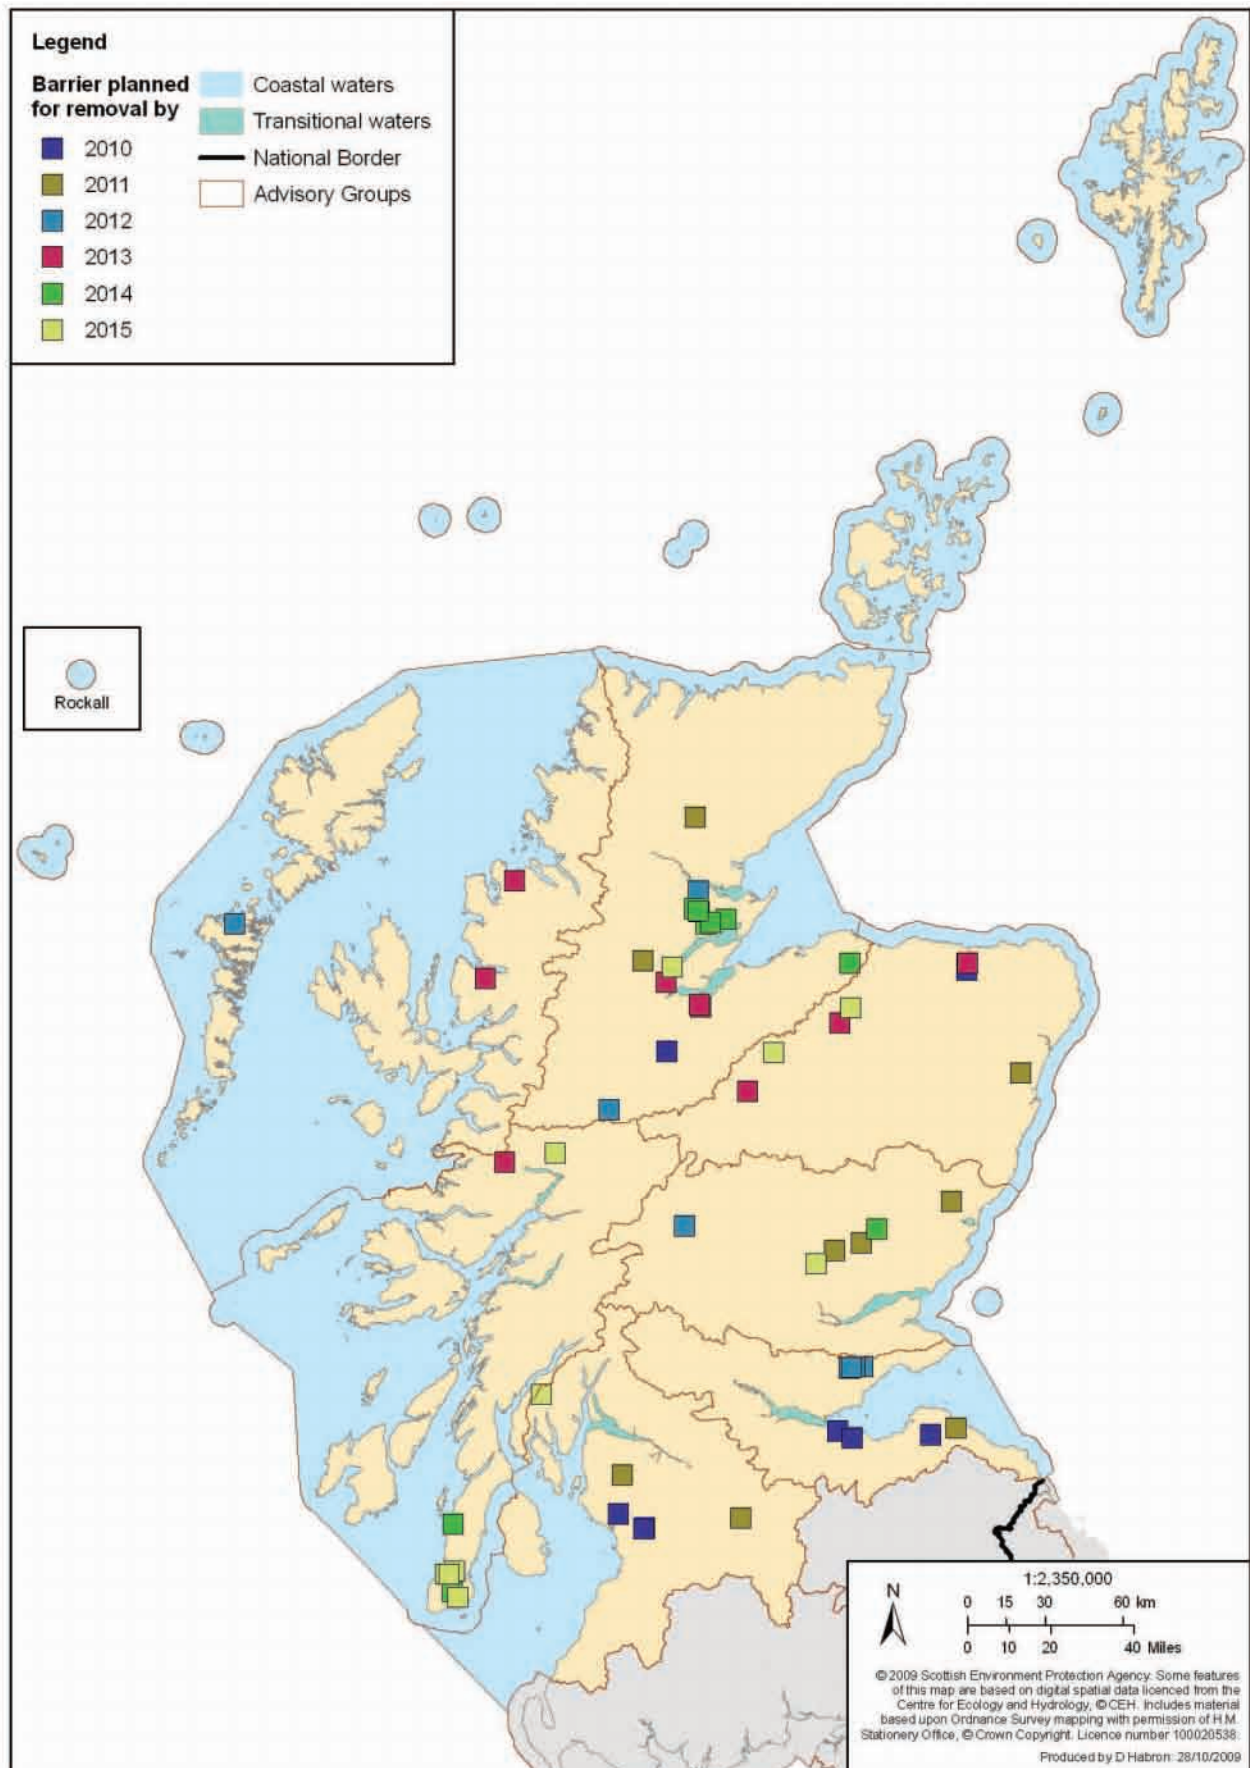 Legend
Barrier planned
for removal by
2010
2011
2012
2013
2014
2015
Coastal waters
Transitional waters
National Border
Advisory Groups
Rockall
N
1:2,350,000
0 15 30 60 km
0 10 20 40 Miles
© 2009 Scottish Environment Protection Agency. Some features
of this map are based on digital spatial data licenced from the
Centre for Ecology and Hydrology, © CEH. Includes material
based upon Ordnance Survey mapping with permission of H.M.
Stationery Office, © Crown Copyright. Licence number 100020538.
Produced by D Habron: 28/10/2009